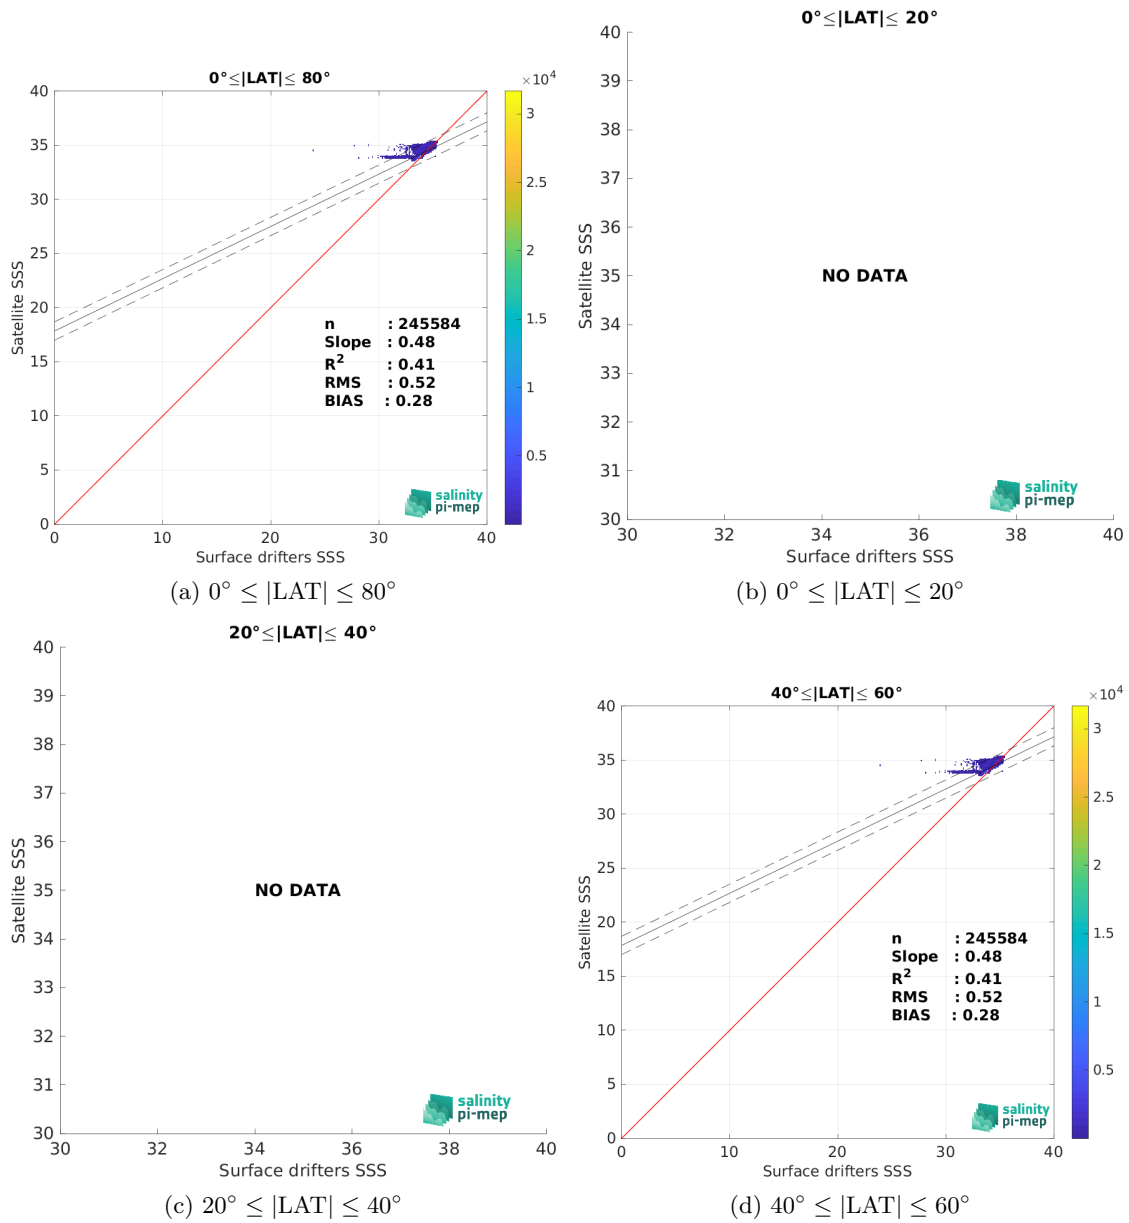 0°≤|LAT|≤ 80°
×10⁴
Satellite SSS
40
35
30
25
20
15
10
5
0
0
10
20
30
40
3
2.5
2
1.5
1
0.5
n : 245584
Slope : 0.48
R² : 0.41
RMS : 0.52
BIAS : 0.28
salinity
pi-mep
Surface drifters SSS
(a) 0° ≤ |LAT| ≤ 80°
0°≤|LAT|≤ 20°
Satellite SSS
40
39
38
37
36
35
34
33
32
31
30
NO DATA
salinity
pi-mep
30
32
34
36
38
40
Surface drifters SSS
(b) 0° ≤ |LAT| ≤ 20°
20°≤|LAT|≤ 40°
Satellite SSS
40
39
38
37
36
35
34
33
32
31
30
NO DATA
salinity
pi-mep
30
32
34
36
38
40
Surface drifters SSS
(c) 20° ≤ |LAT| ≤ 40°
40°≤|LAT|≤ 60°
×10⁴
Satellite SSS
40
35
30
25
20
15
10
5
0
0
10
20
30
40
3
2.5
2
1.5
1
0.5
n : 245584
Slope : 0.48
R² : 0.41
RMS : 0.52
BIAS : 0.28
salinity
pi-mep
Surface drifters SSS
(d) 40° ≤ |LAT| ≤ 60°